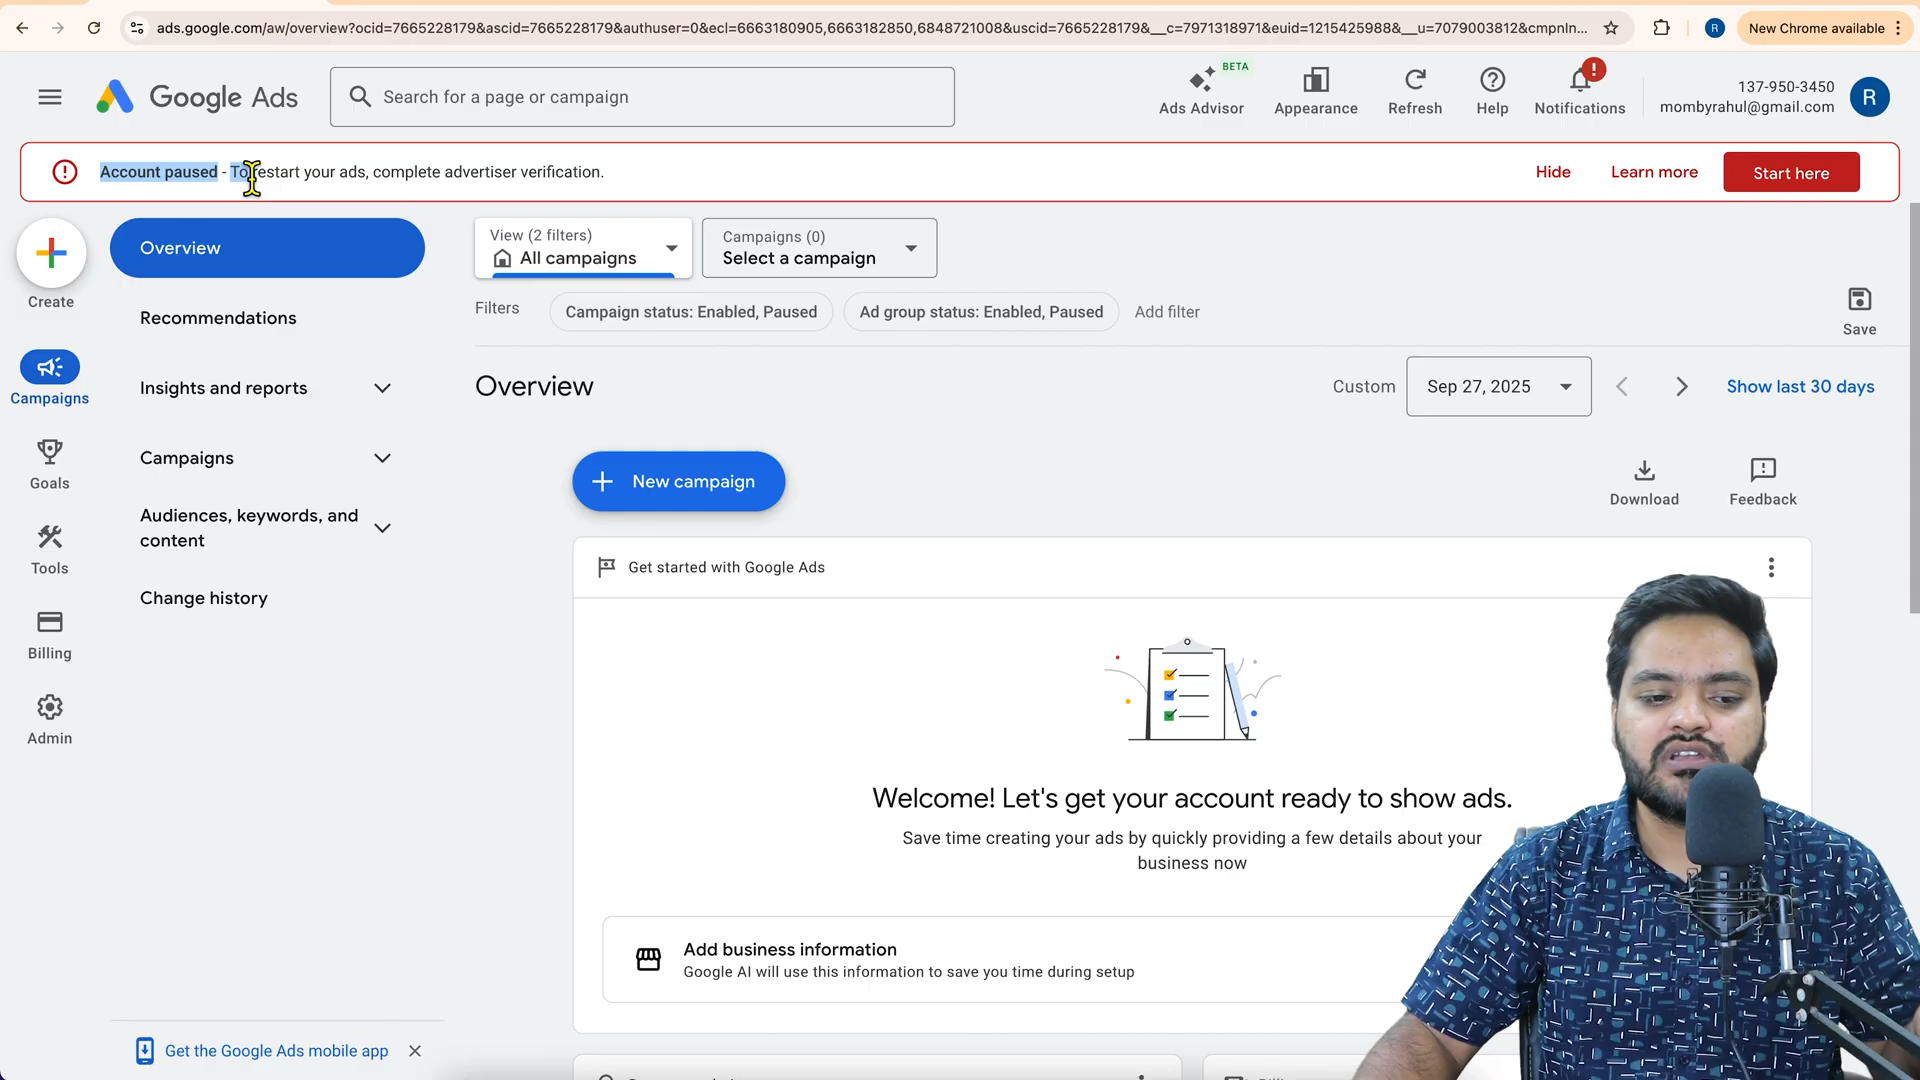 ads.google.com/aw/overview?ocid=7665228179&ascid=7665228179&authuser=0&ecl=6663180905,6663182850,6848721008&uscid=7665228179&__c=7971318971&euid=1215425988&__u=7079003812&cmpnIn...
R
New Chrome available
Google Ads
Search for a page or campaign
BETA
Ads Advisor
Appearance
Refresh
Help
Notifications
137-950-3450
mombyrahul@gmail.com
R
Account paused - To restart your ads, complete advertiser verification.
Hide
Learn more
Start here
Create
Campaigns
Goals
Tools
Billing
Admin
Overview
Recommendations
Insights and reports
Campaigns
Audiences, keywords, and
content
Change history
Get the Google Ads mobile app
View (2 filters)
All campaigns
Campaigns (0)
Select a campaign
Filters
Campaign status: Enabled, Paused
Ad group status: Enabled, Paused
Add filter
Save
Overview
Custom
Sep 27, 2025
Show last 30 days
New campaign
Download
Feedback
Get started with Google Ads
Welcome! Let's get your account ready to show ads.
Save time creating your ads by quickly providing a few details about your
business now
Add business information
Google AI will use this information to save you time during setup